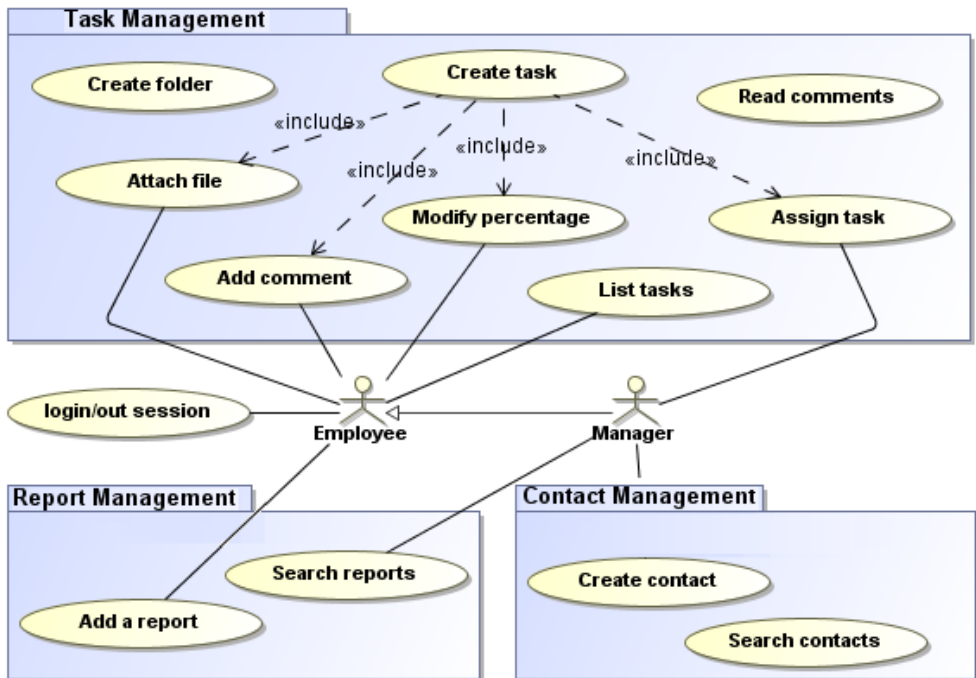 Task Management
Create folder
Create task
Read comments
«include»
«include»
«include»
«include»
Attach file
Modify percentage
Assign task
Add comment
List tasks
login/out session
Employee
Manager
Report Management
Contact Management
Search reports
Create contact
Add a report
Search contacts